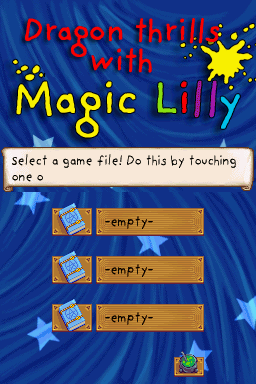 Dragon thrills
with
Magic Lilly
Select a game file! Do this by touching
one o
-empty-
-empty-
-empty-